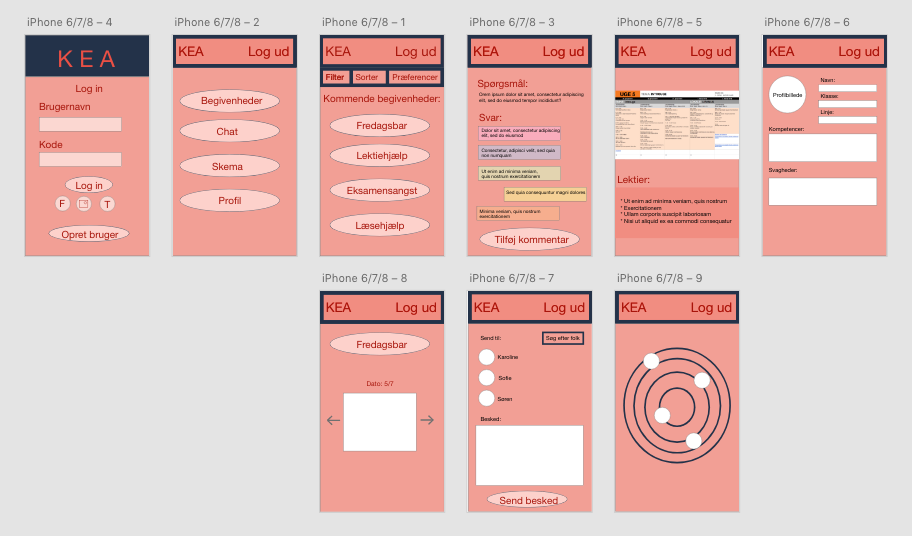 iPhone 6/7/8 – 4
KEA
Log in
Brugernavn
Kode
Log in
F
T
Opret bruger
iPhone 6/7/8 – 2
KEA
Log ud
Begivenheder
Chat
Skema
Profil
iPhone 6/7/8 – 1
KEA
Log ud
Filter
Sorter
Præferencer
Kommende begivenheder:
Fredagsbar
Lektiehjælp
Eksamensangst
Læsehjælp
iPhone 6/7/8 – 3
KEA
Log ud
Spørgsmål:
Orem ipsum dolor sit amet, consectetur adipiscing
elit, sed do eiusmod tempor incididunt?
Svar:
Dolor sit amet, consectetur adipiscing
elit, sed do eiusmod
Consectetur, adipisci velit, sed quia
non numquam
Ut enim ad minima veniam,
quis nostrum exercitationem
Sed quia consequuntur magni dolores
Minima veniam, quis nostrum
exercitationem
Tilføj kommentar
iPhone 6/7/8 – 5
KEA
Log ud
UGE II
Lektier:
* Ut enim ad minima veniam, quis nostrum
* Exercitationem
* Ullam corporis suscipit laboriosam
* Nisi ut aliquid ex ea commodi consequatur
iPhone 6/7/8 – 6
KEA
Log ud
Profilbillede
Navn:
Klasse:
Linje:
Kompetencer:
Svagheder:
iPhone 6/7/8 – 8
KEA
Log ud
Fredagsbar
Dato: 5/7
iPhone 6/7/8 – 7
KEA
Log ud
Send til:
Søg efter folk
Karoline
Sofie
Søren
Besked:
Send besked
iPhone 6/7/8 – 9
KEA
Log ud